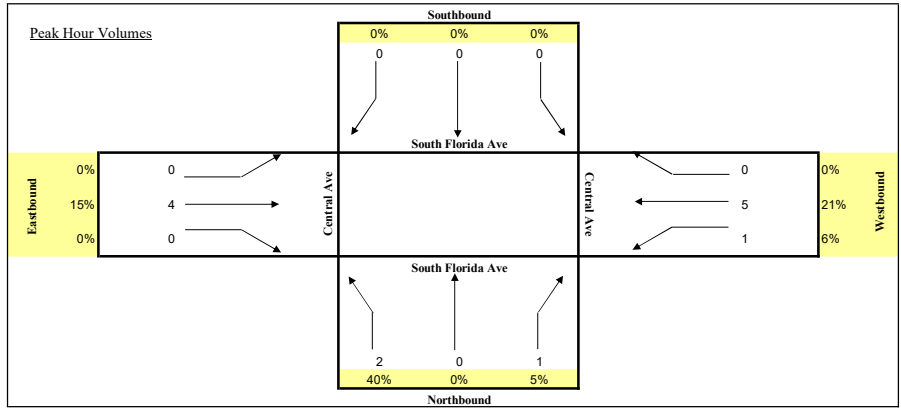 Southbound
Peak Hour Volumes
0% 0% 0%
0 0 0
South Florida Ave
Eastbound
0% 0
15% 4
0% 0
Central Ave
Central Ave
0 0%
5 21%
1 6%
Westbound
South Florida Ave
2 0 1
40% 0% 5%
Northbound